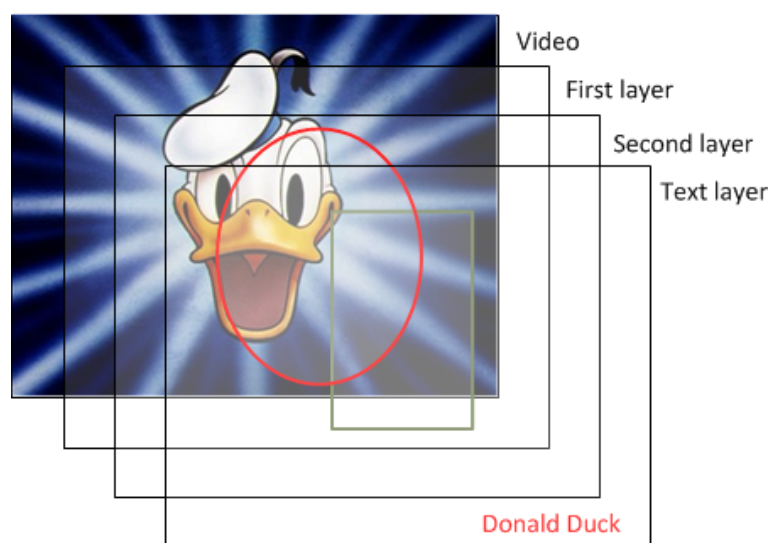 Video
First layer
Second layer
Text layer
Donald Duck